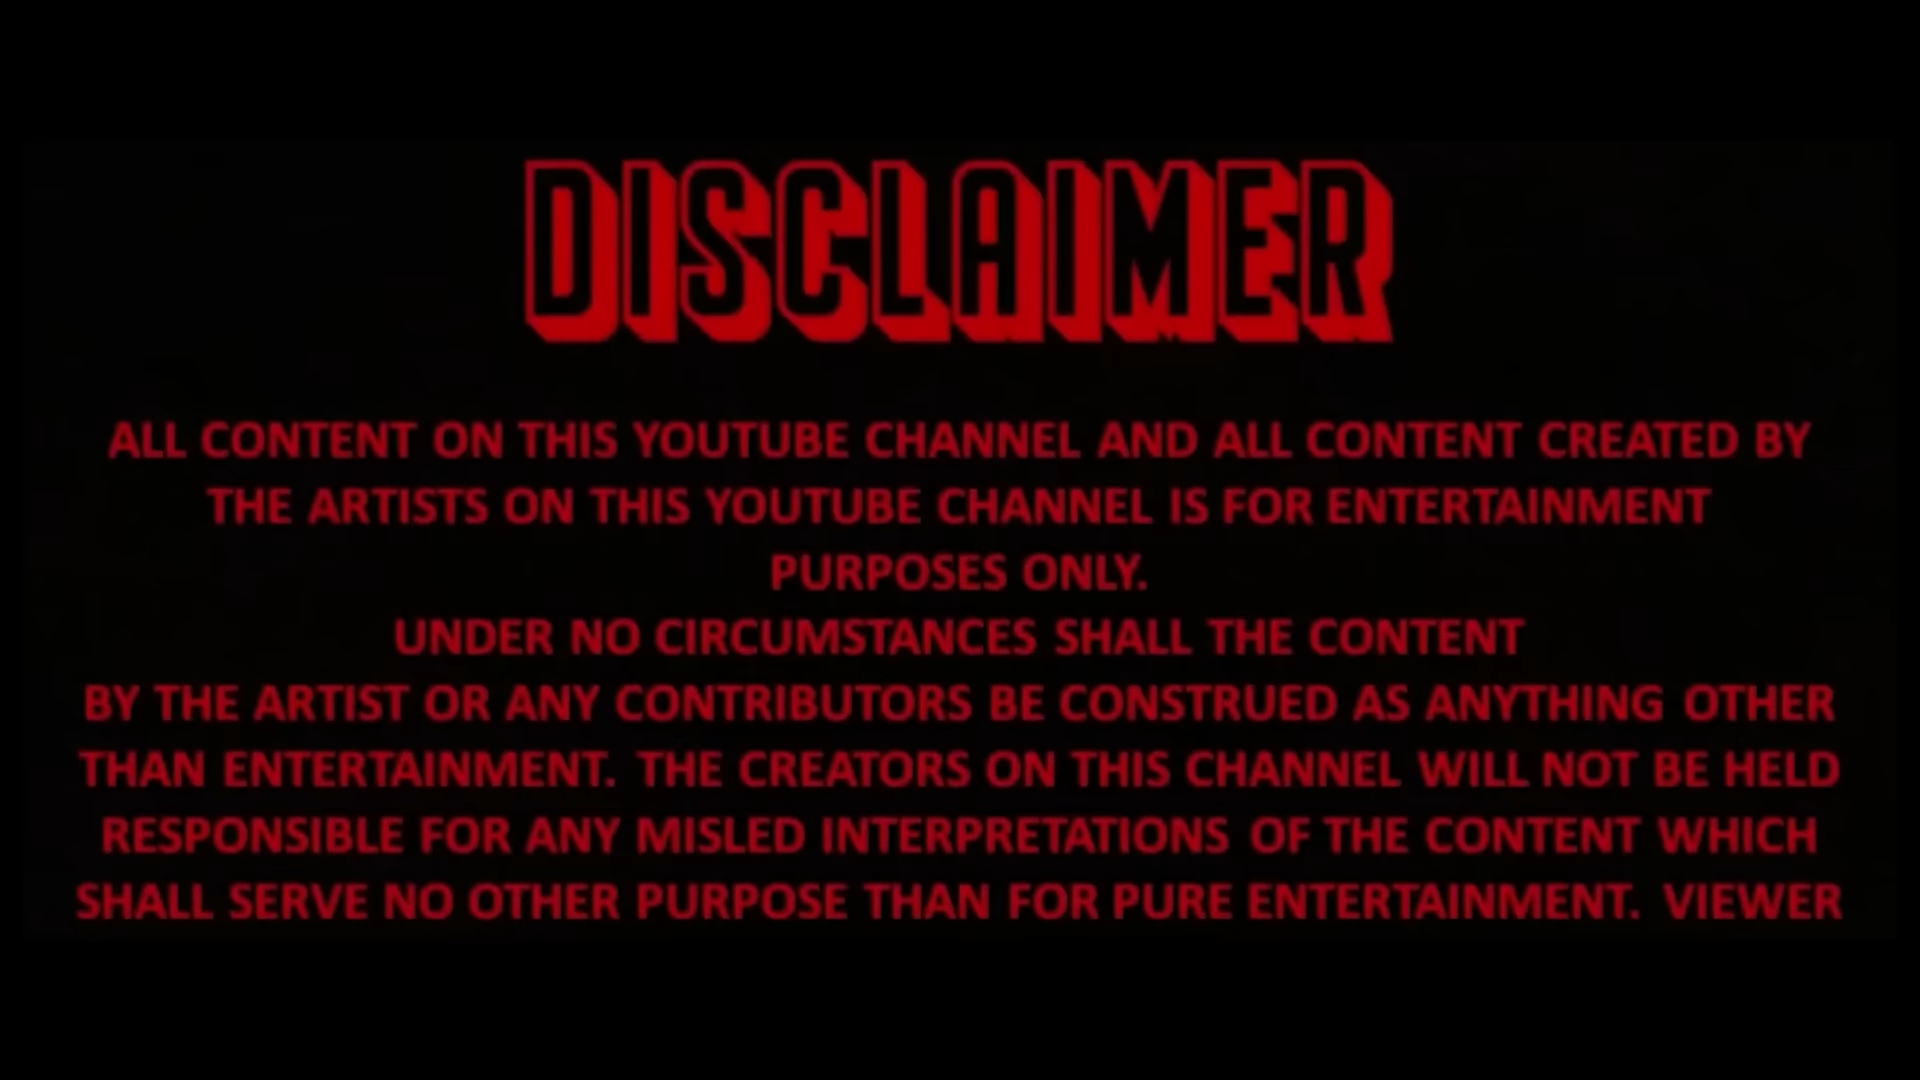 DISCLAIMER
ALL CONTENT ON THIS YOUTUBE CHANNEL AND ALL CONTENT CREATED BY
THE ARTISTS ON THIS YOUTUBE CHANNEL IS FOR ENTERTAINMENT
PURPOSES ONLY.
UNDER NO CIRCUMSTANCES SHALL THE CONTENT
BY THE ARTIST OR ANY CONTRIBUTORS BE CONSTRUED AS ANYTHING OTHER
THAN ENTERTAINMENT. THE CREATORS ON THIS CHANNEL WILL NOT BE HELD
RESPONSIBLE FOR ANY MISLED INTERPRETATIONS OF THE CONTENT WHICH
SHALL SERVE NO OTHER PURPOSE THAN FOR PURE ENTERTAINMENT. VIEWER